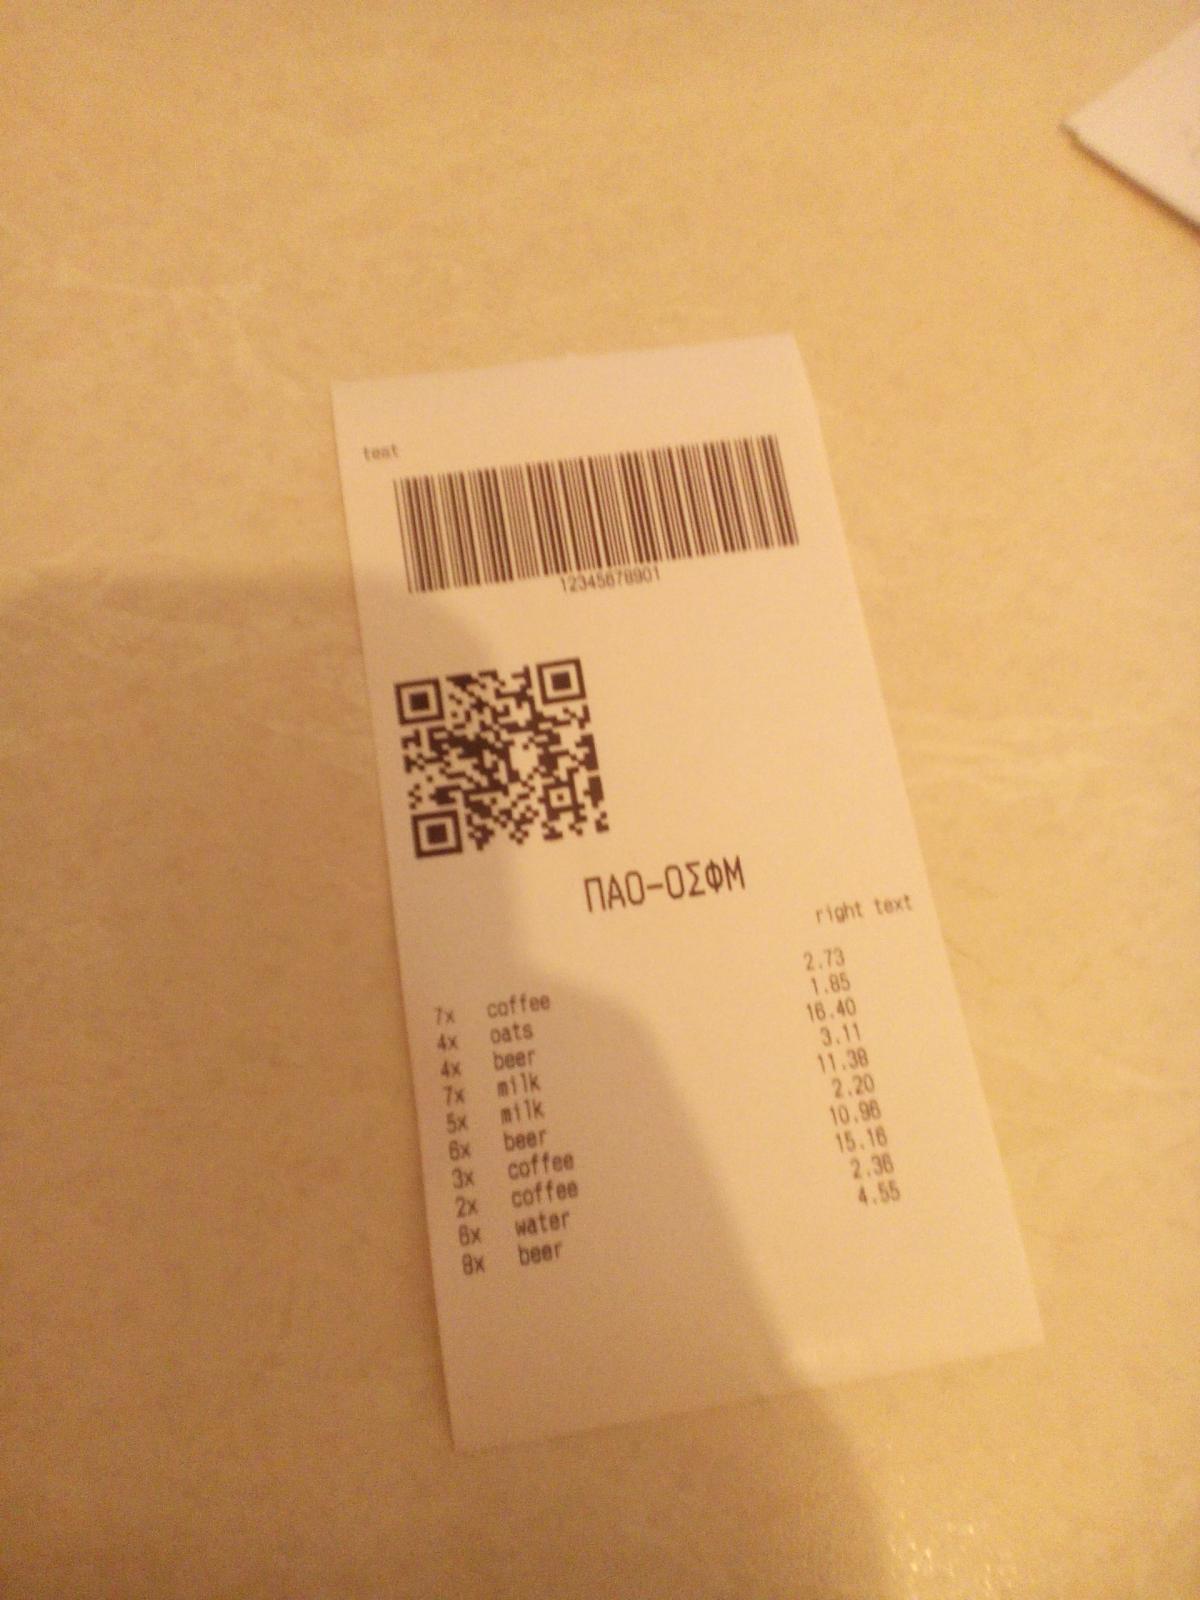 test
12345678901
ΠΑΟ-ΟΣΦΜ
right text
7x coffee 2.73
4x oats 1.85
4x beer 16.40
7x milk 3.11
5x milk 11.38
6x beer 2.20
3x coffee 10.96
2x coffee 15.16
6x water 2.36
8x beer 4.55